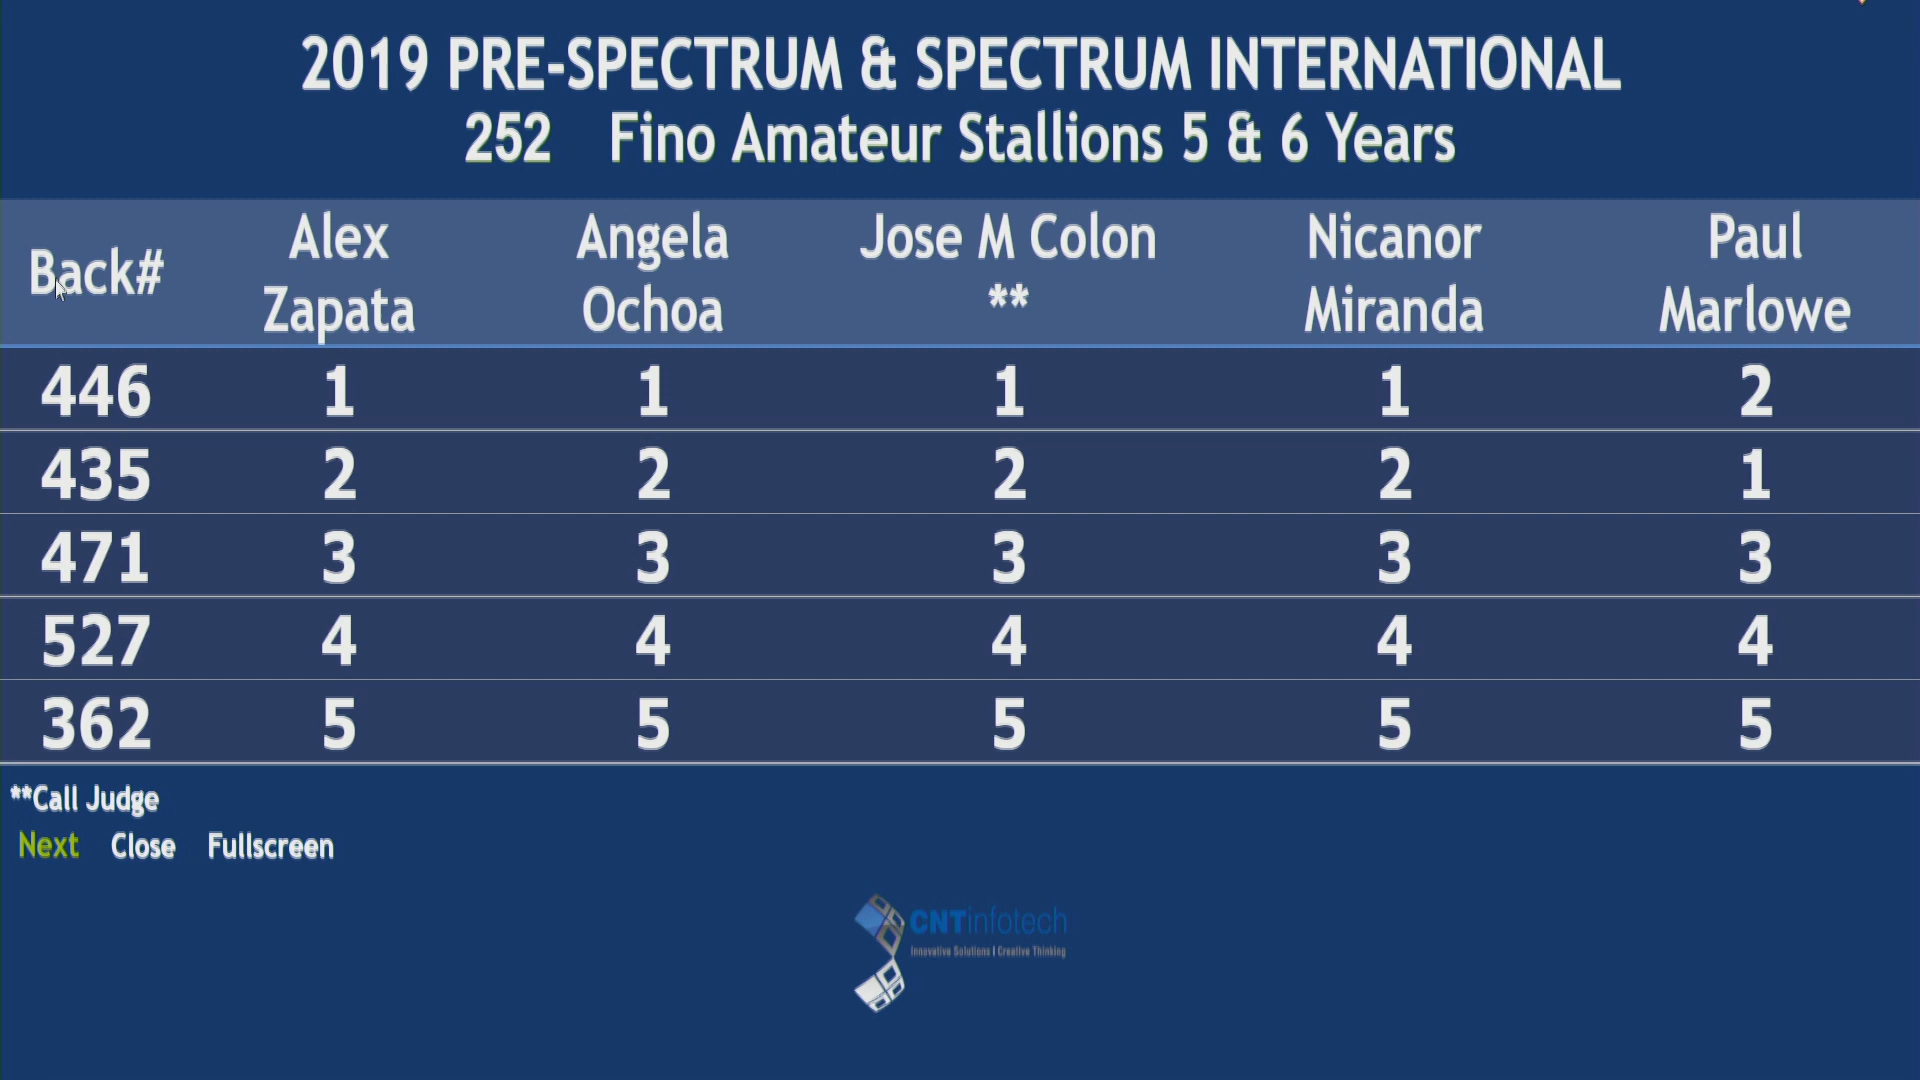 2019 PRE-SPECTRUM & SPECTRUM INTERNATIONAL
252 Fino Amateur Stallions 5 & 6 Years
Back# Alex Zapata Angela Ochoa Jose M Colon ** Nicanor Miranda Paul Marlowe
446 1 1 1 1 2
435 2 2 2 2 1
471 3 3 3 3 3
527 4 4 4 4 4
362 5 5 5 5 5
**Call Judge
Next Close Fullscreen
CNTinfotech
Innovative Solutions I Creative Thinking